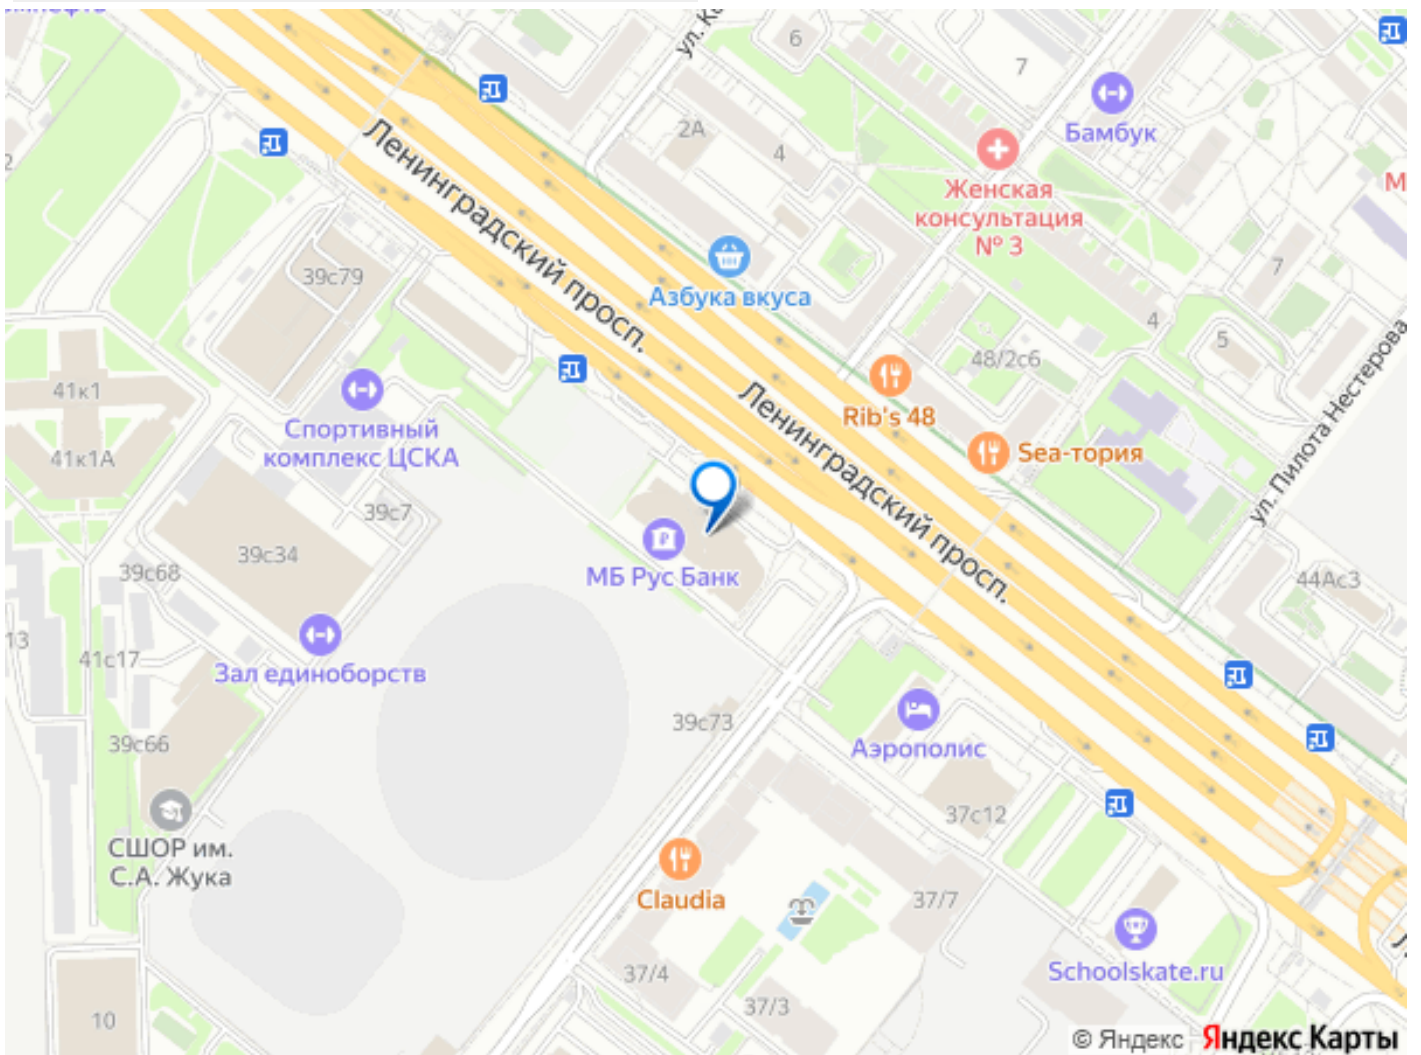 ул. Ко
6
7
Бамбук
2А
4
Женская
консультация
№ 3
М
2
Ленинградский просп.
39с79
Азбука вкуса
7
4
5
48/2с6
41к1
Спортивный
комплекс ЦСКА
Rib's 48
Ленинградский просп.
Sea-тория
ул. Пилота Нестерова
41к1А
39с7
39с34
39с68
МБ Рус Банк
44Ас3
13
41с17
Зал единоборств
39с66
39с73
Аэрополис
37с12
СШОР им.
С.А. Жука
Claudia
37/7
Schoolskate.ru
37/4
37/3
10
© Яндекс Яндекс Карты